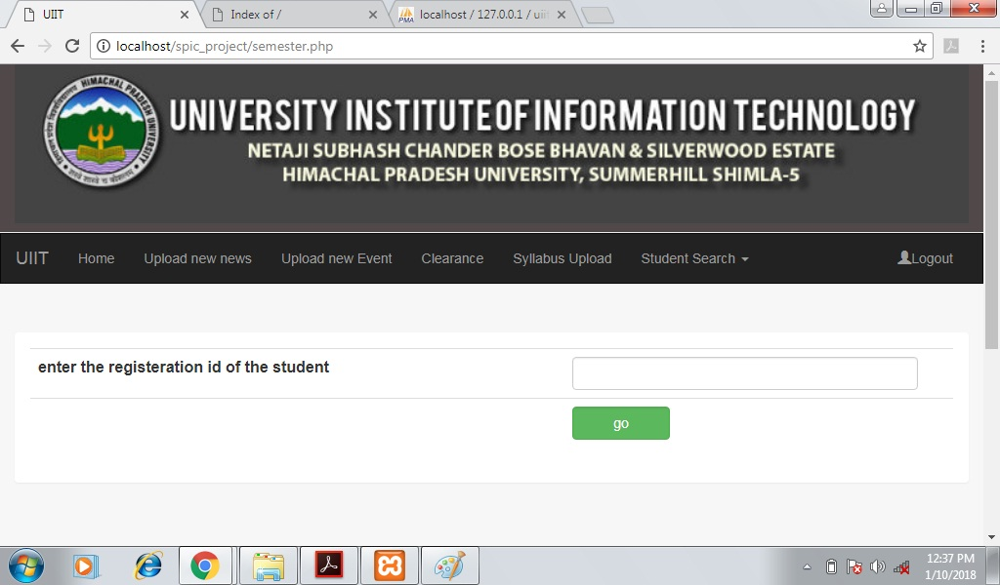 UIIT
Index of /
localhost / 127.0.0.1 / uiit
localhost/spic_project/semester.php
HIMACHAL PRADESH UNIVERSITY
UNIVERSITY INSTITUTE OF INFORMATION TECHNOLOGY
NETAJI SUBHASH CHANDER BOSE BHAVAN & SILVERWOOD ESTATE
HIMACHAL PRADESH UNIVERSITY, SUMMERHILL SHIMLA-5
UIIT Home Upload new news Upload new Event Clearance Syllabus Upload Student Search Logout
enter the registeration id of the student
go
12:37 PM
1/10/2018